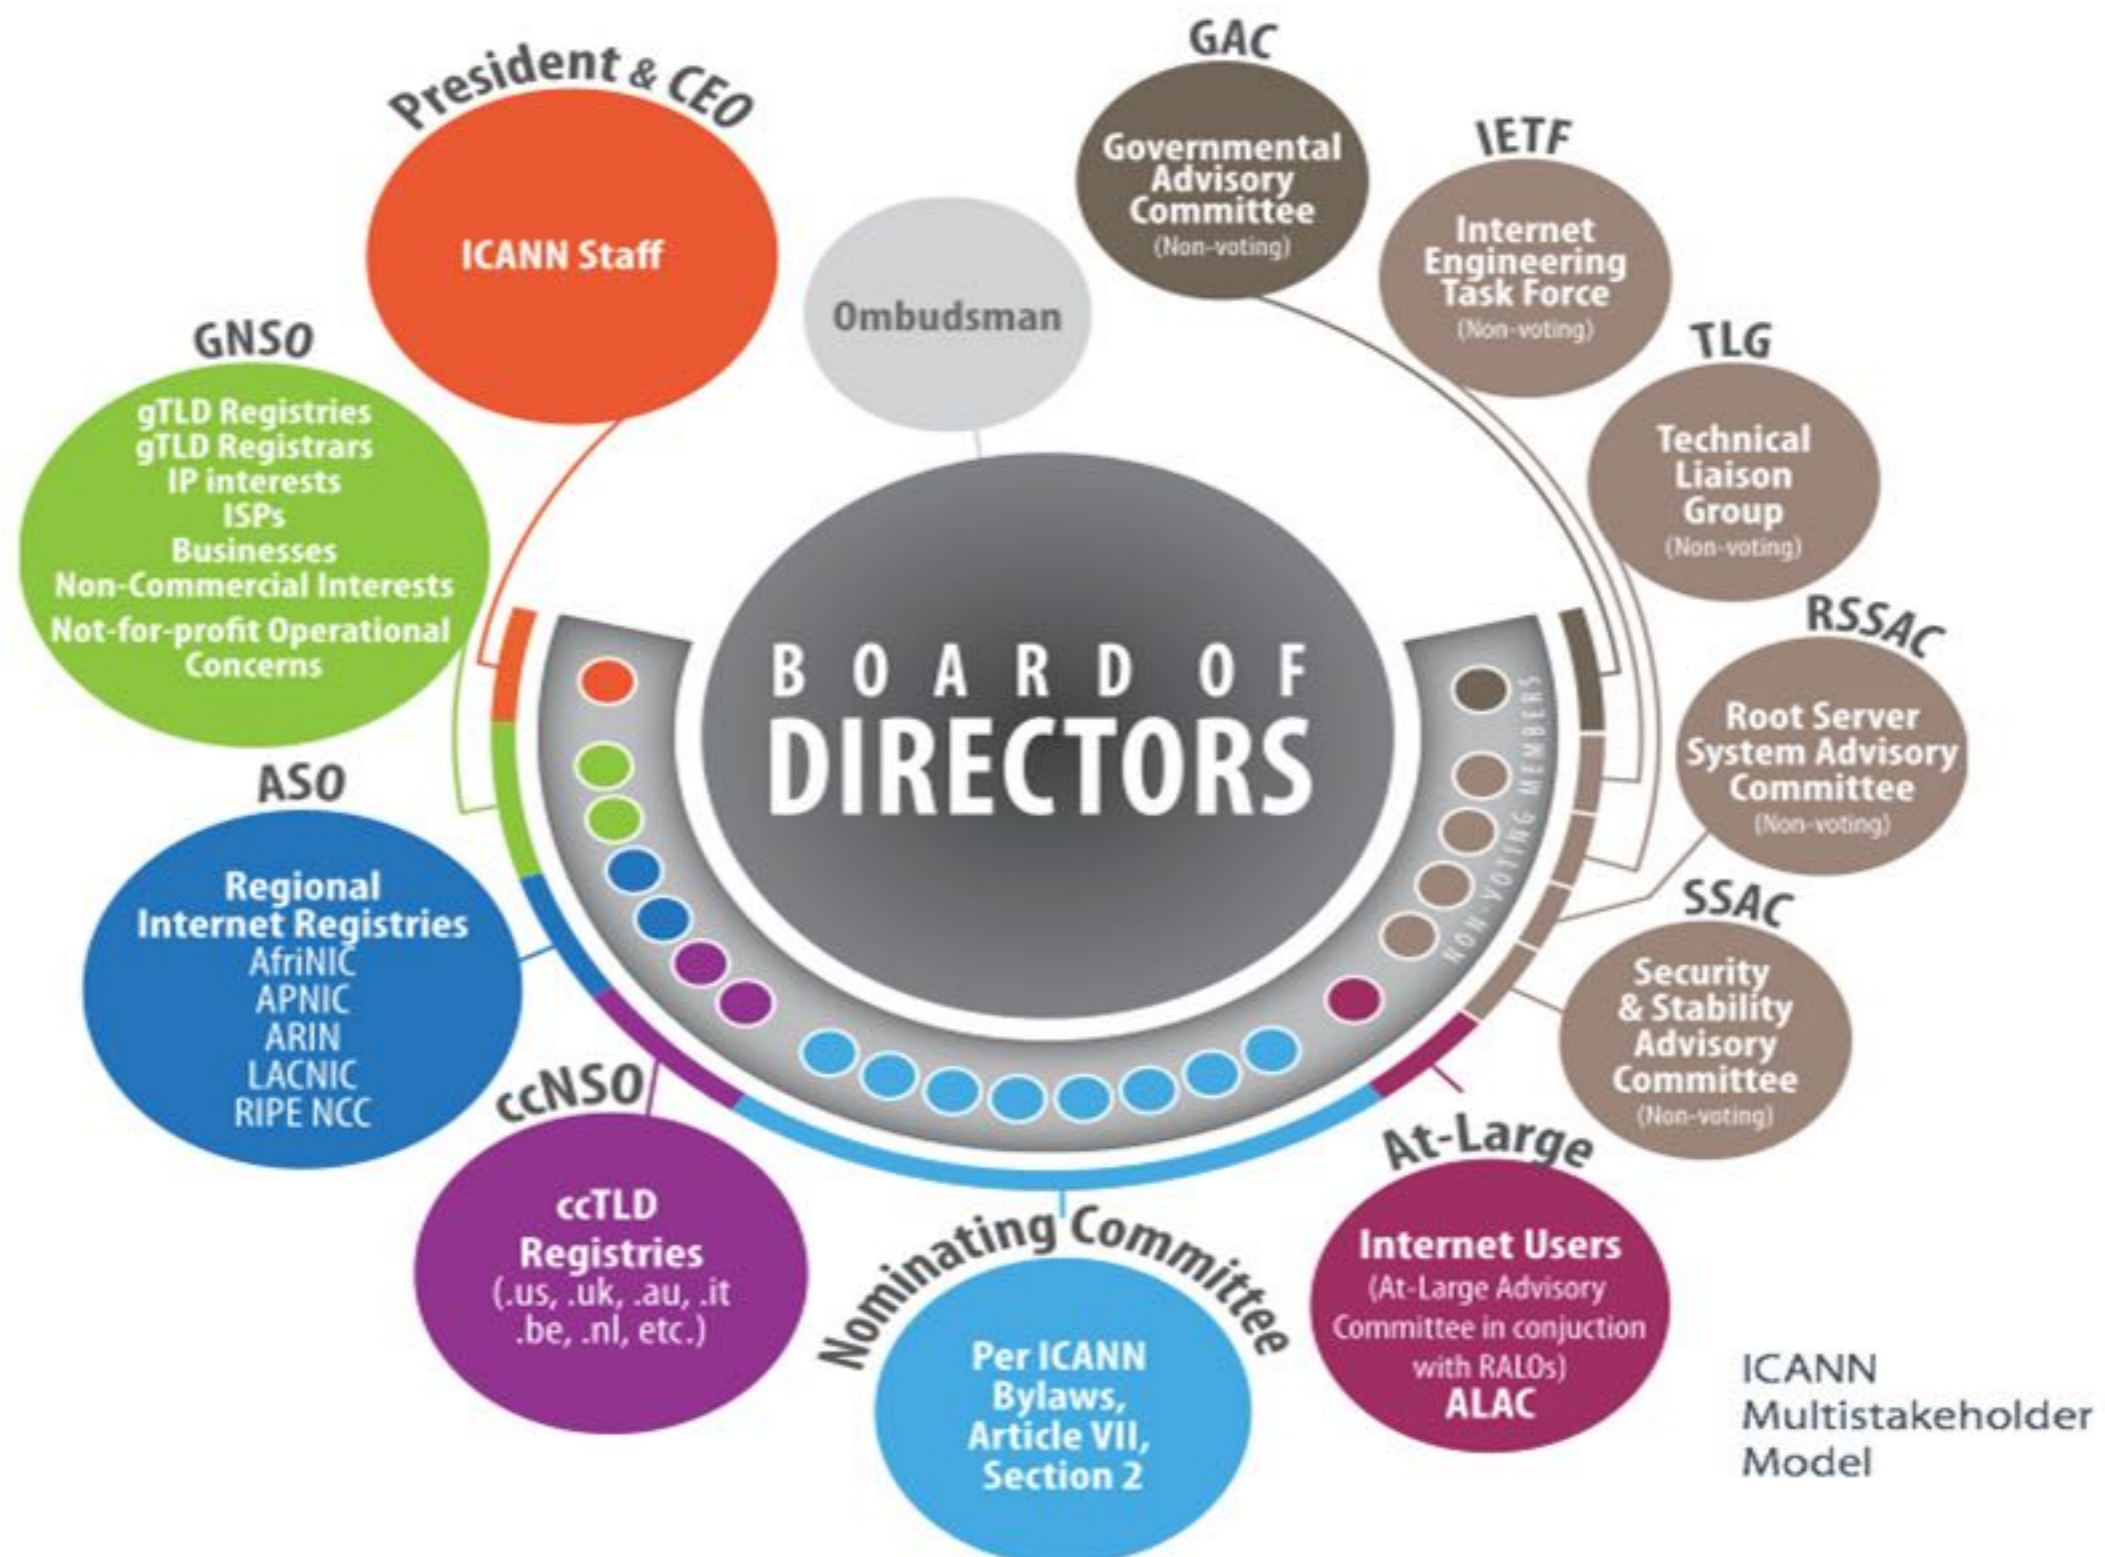 President & CEO
ICANN Staff
Ombudsman
GAC
Governmental
Advisory
Committee
(Non-voting)
IETF
Internet
Engineering
Task Force
(Non-voting)
TLG
Technical
Liaison
Group
(Non-voting)
RSSAC
Root Server
System Advisory
Committee
(Non-voting)
SSAC
Security
& Stability
Advisory
Committee
(Non-voting)
GNSO
gTLD Registries
gTLD Registrars
IP interests
ISPs
Businesses
Non-Commercial Interests
Not-for-profit Operational
Concerns
BOARD OF
DIRECTORS
NON-VOTING MEMBERS
ASO
Regional
Internet Registries
AfriNIC
APNIC
ARIN
LACNIC
RIPE NCC
ccNSO
ccTLD
Registries
(.us, .uk, .au, .it
.be, .nl, etc.)
Nominating Committee
Per ICANN
Bylaws,
Article VII,
Section 2
At-Large
Internet Users
(At-Large Advisory
Committee in conjuction
with RALOs)
ALAC
ICANN
Multistakeholder
Model